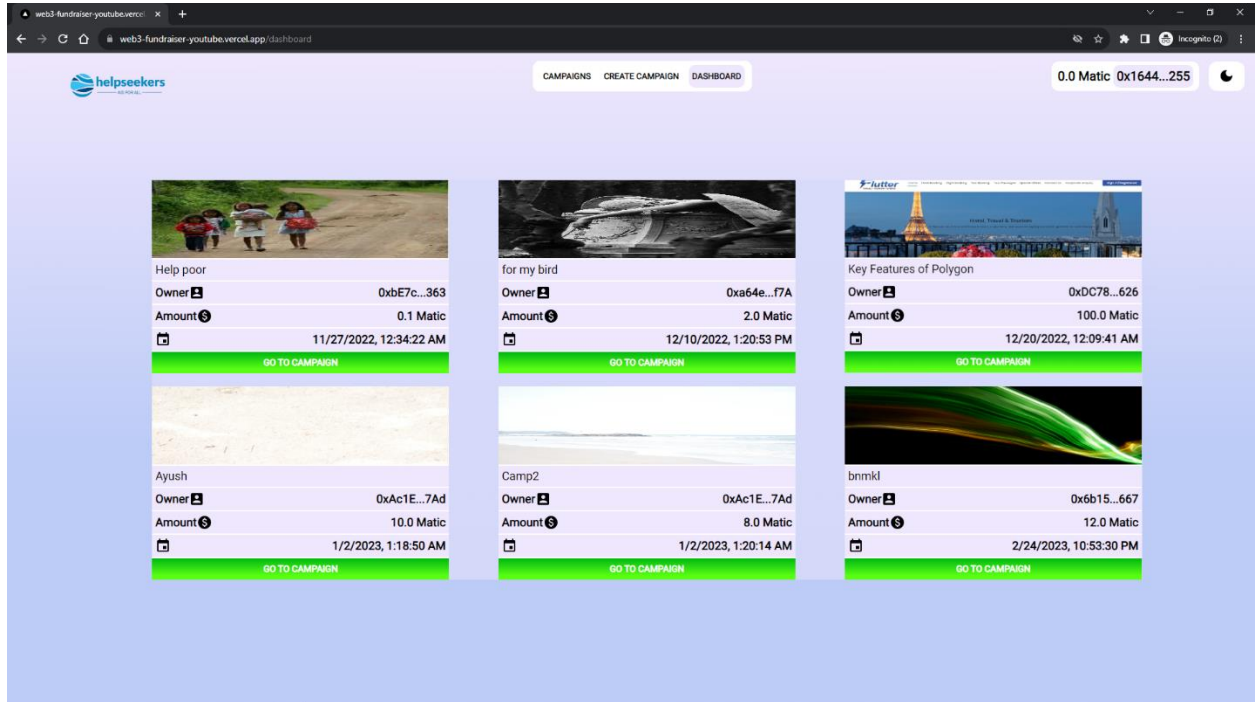 web3-fundraiser-youtube.vercel
web3-fundraiser-youtube.vercel.app/dashboard
Incognito (2)
helpseekers
CAMPAIGNS CREATE CAMPAIGN DASHBOARD
0.0 Matic 0x1644...255
Help poor
Owner 0xbE7c...363
Amount 0.1 Matic
11/27/2022, 12:34:22 AM
GO TO CAMPAIGN
for my bird
Owner 0xa64e...f7A
Amount 2.0 Matic
12/10/2022, 1:20:53 PM
GO TO CAMPAIGN
Flutter
Travel, Travel & Tourism
Key Features of Polygon
Owner 0xDC78...626
Amount 100.0 Matic
12/20/2022, 12:09:41 AM
GO TO CAMPAIGN
Ayush
Owner 0xAc1E...7Ad
Amount 10.0 Matic
1/2/2023, 1:18:50 AM
GO TO CAMPAIGN
Camp2
Owner 0xAc1E...7Ad
Amount 8.0 Matic
1/2/2023, 1:20:14 AM
GO TO CAMPAIGN
bnmkl
Owner 0x6b15...667
Amount 12.0 Matic
2/24/2023, 10:53:30 PM
GO TO CAMPAIGN